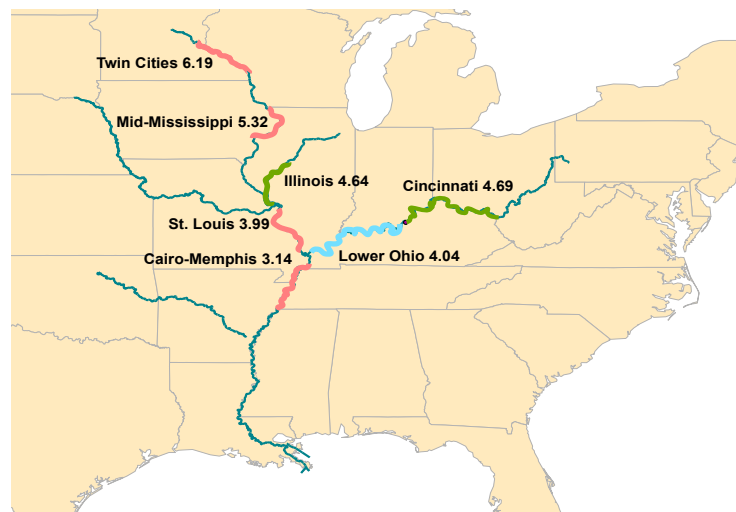 Twin Cities 6.19
Mid-Mississippi 5.32
Illinois 4.64
Cincinnati 4.69
St. Louis 3.99
Cairo-Memphis 3.14
Lower Ohio 4.04